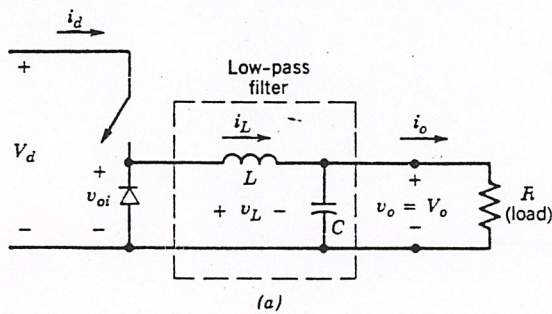 i_d
Low-pass
filter
+
i_L
i_o
V_d
+
v_oi
L
+ v_L -
C
+
v_o = V_o
R
(load)
-
-
-
(a)